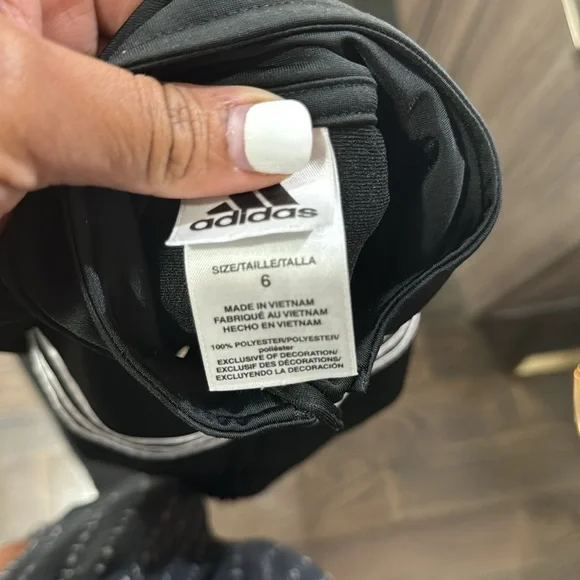 adidas
SIZE/TAILLE/TALLA
6
MADE IN VIETNAM
FABRIQUÉ AU VIETNAM
HECHO EN VIETNAM
100% POLYESTER/POLYESTER/
poliéster
EXCLUSIVE OF DECORATION/
EXCLUSIF DES DÉCORATIONS/
EXCLUYENDO LA DECORACIÓN